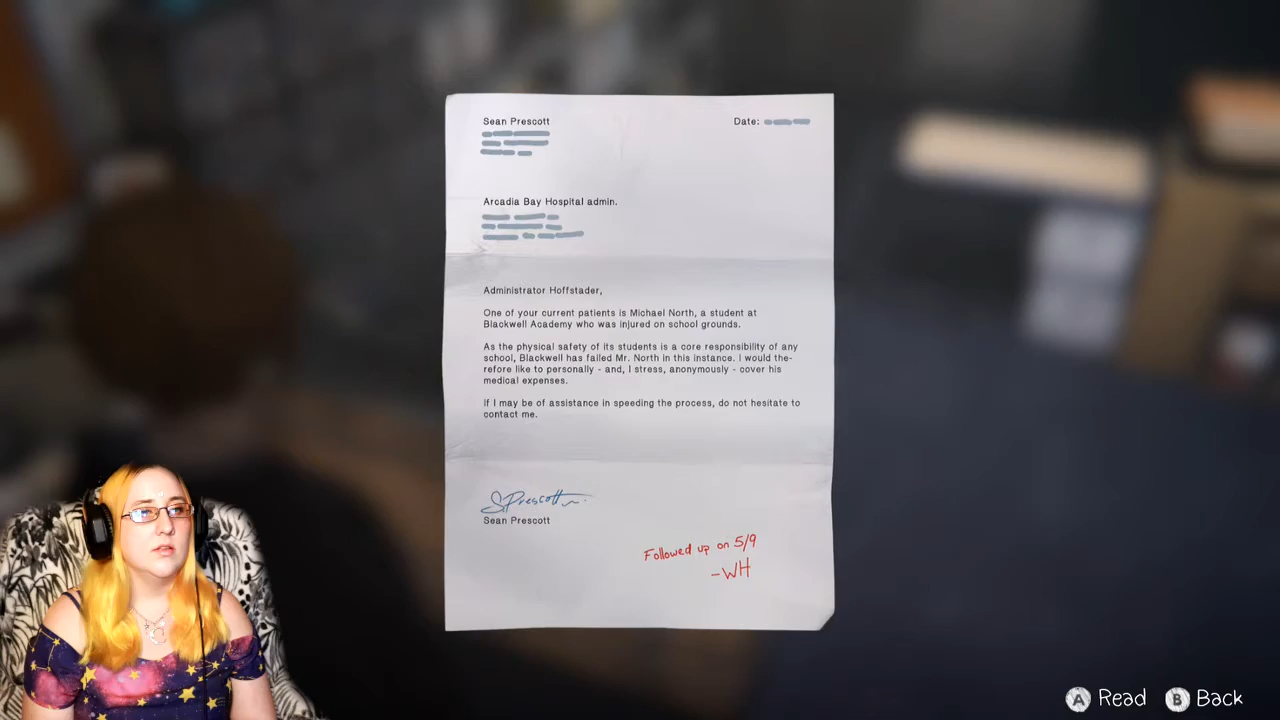 Sean Prescott
Date:
Arcadia Bay Hospital admin.
Administrator Hoffstader,
One of your current patients is Michael North, a student at
Blackwell Academy who was injured on school grounds.
As the physical safety of its students is a core responsibility of any
school, Blackwell has failed Mr. North in this instance. I would the-
refore like to personally - and, I stress, anonymously - cover his
medical expenses.
If I may be of assistance in speeding the process, do not hesitate to
contact me.
SPrescott
Sean Prescott
Followed up on 5/9
-WH
A Read B Back